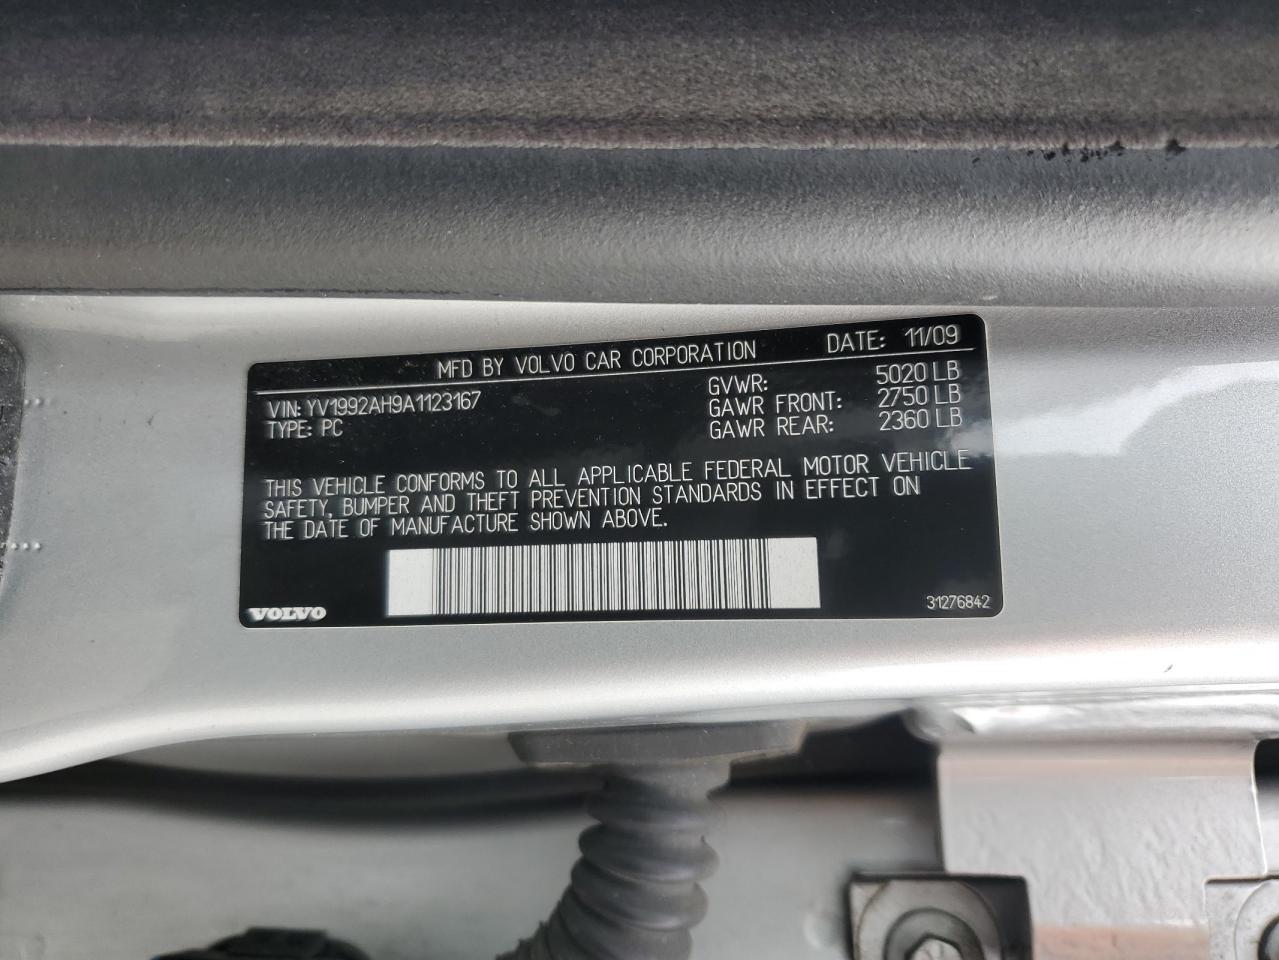 MFD BY VOLVO CAR CORPORATION DATE: 11/09
VIN: YV1992AH9A1123167 GVWR: 5020 LB
TYPE: PC GAWR FRONT: 2750 LB
GAWR REAR: 2360 LB
THIS VEHICLE CONFORMS TO ALL APPLICABLE FEDERAL MOTOR VEHICLE
SAFETY, BUMPER AND THEFT PREVENTION STANDARDS IN EFFECT ON
THE DATE OF MANUFACTURE SHOWN ABOVE.
VOLVO 31276842